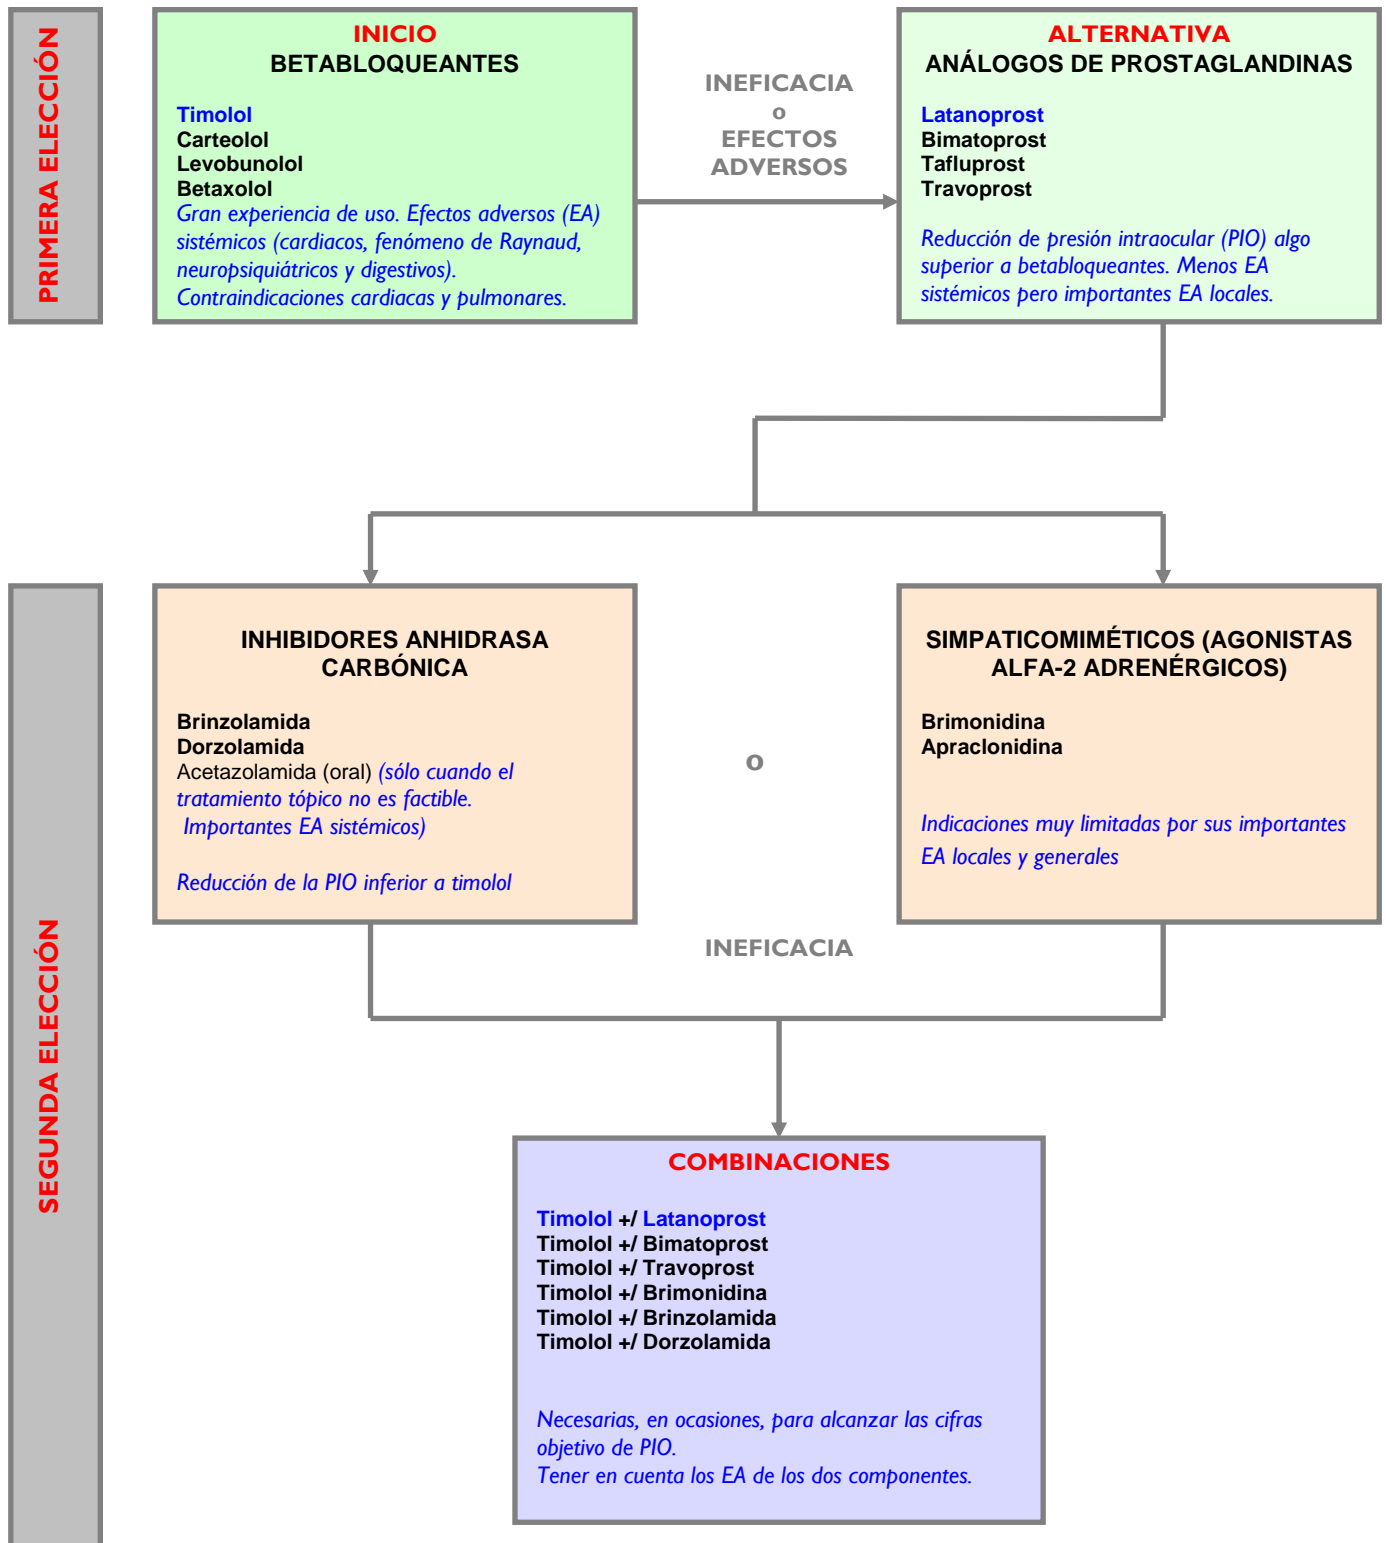 PRIMERA ELECCIÓN
INICIO
BETABLOQUEANTES
Timolol
Carteolol
Levobunolol
Betaxolol
Gran experiencia de uso. Efectos adversos (EA)
sistémicos (cardiacos, fenómeno de Raynaud,
neuropsiquiátricos y digestivos).
Contraindicaciones cardiacas y pulmonares.
INEFICACIA
o
EFECTOS
ADVERSOS
ALTERNATIVA
ANÁLOGOS DE PROSTAGLANDINAS
Latanoprost
Bimatoprost
Tafluprost
Travoprost
Reducción de presión intraocular (PIO) algo
superior a betabloqueantes. Menos EA
sistémicos pero importantes EA locales.
SEGUNDA ELECCIÓN
INHIBIDORES ANHIDRASA
CARBÓNICA
Brinzolamida
Dorzolamida
Acetazolamida (oral) (sólo cuando el
tratamiento tópico no es factible.
Importantes EA sistémicos)
Reducción de la PIO inferior a timolol
o
SIMPATICOMIMÉTICOS (AGONISTAS
ALFA-2 ADRENÉRGICOS)
Brimonidina
Apraclonidina
Indicaciones muy limitadas por sus importantes
EA locales y generales
INEFICACIA
COMBINACIONES
Timolol +/ Latanoprost
Timolol +/ Bimatoprost
Timolol +/ Travoprost
Timolol +/ Brimonidina
Timolol +/ Brinzolamida
Timolol +/ Dorzolamida
Necesarias, en ocasiones, para alcanzar las cifras
objetivo de PIO.
Tener en cuenta los EA de los dos componentes.